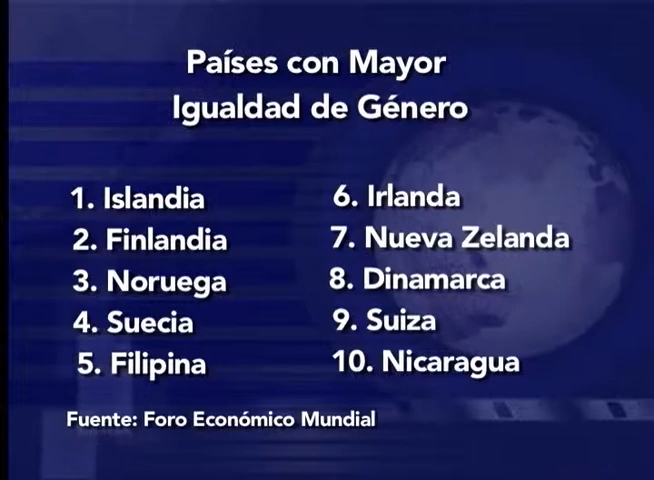 Países con Mayor
Igualdad de Género
1. Islandia
2. Finlandia
3. Noruega
4. Suecia
5. Filipina
6. Irlanda
7. Nueva Zelanda
8. Dinamarca
9. Suiza
10. Nicaragua
Fuente: Foro Económico Mundial